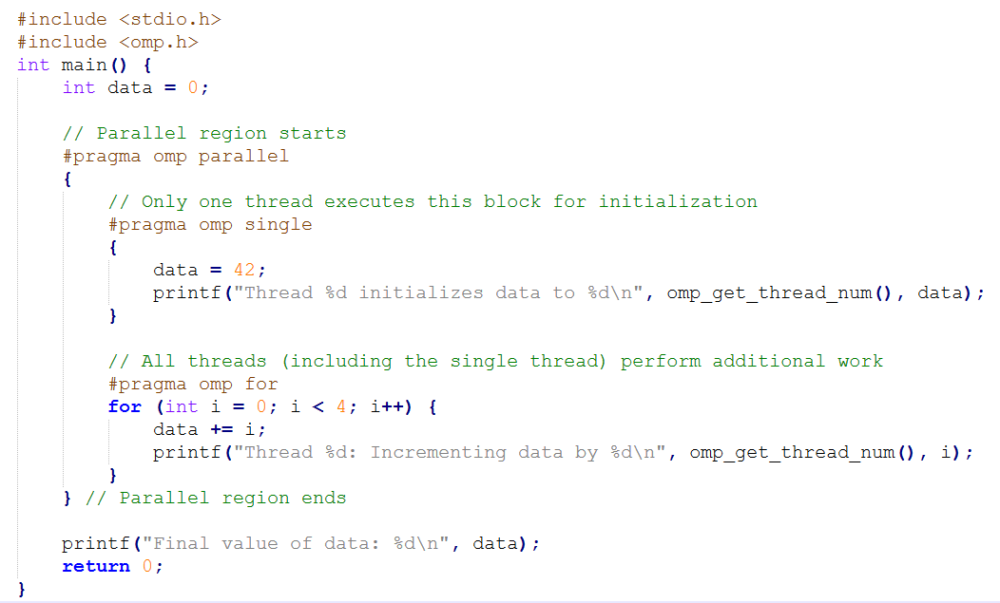 #include <stdio.h>
#include <omp.h>
int main() {
    int data = 0;

    // Parallel region starts
    #pragma omp parallel
    {
        // Only one thread executes this block for initialization
        #pragma omp single
        {
            data = 42;
            printf("Thread %d initializes data to %d\n", omp_get_thread_num(), data);
        }

        // All threads (including the single thread) perform additional work
        #pragma omp for
        for (int i = 0; i < 4; i++) {
            data += i;
            printf("Thread %d: Incrementing data by %d\n", omp_get_thread_num(), i);
        }
    } // Parallel region ends

    printf("Final value of data: %d\n", data);
    return 0;
}